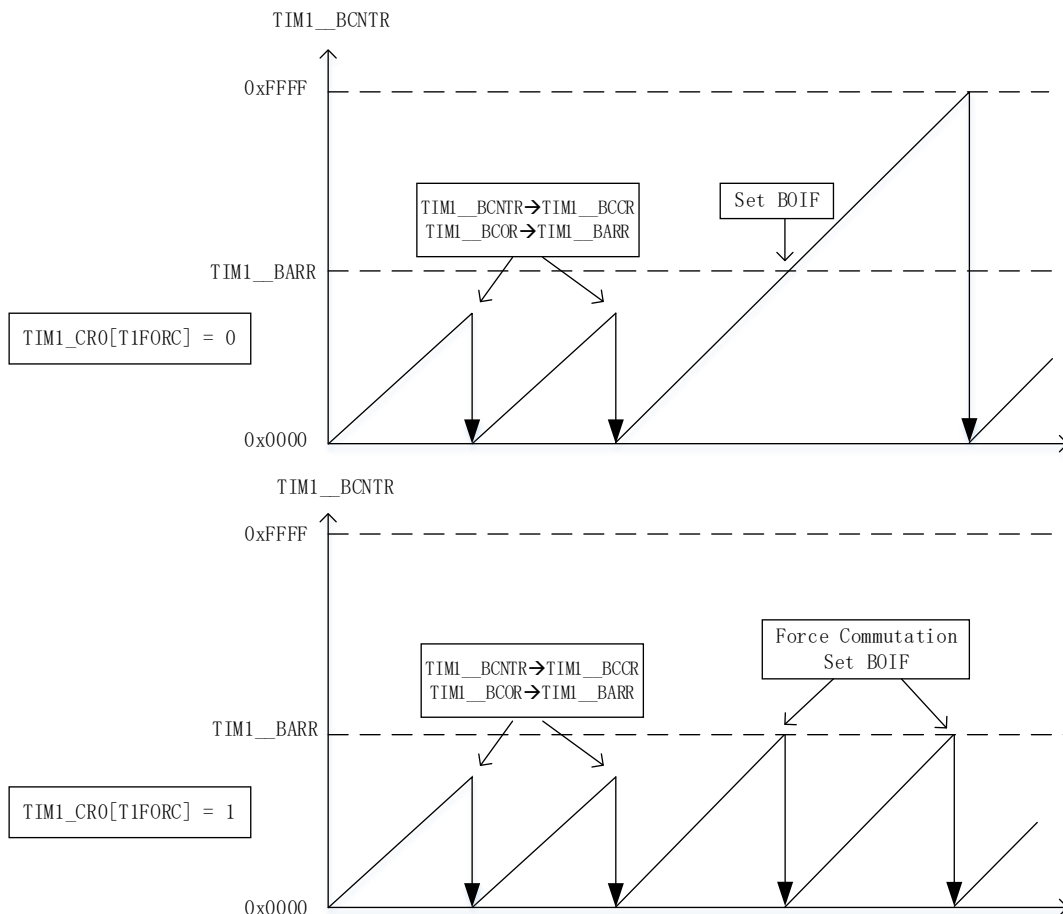 TIM1__BCNTR
0xFFFF
TIM1__BCNTR→TIM1__BCCR
TIM1__BCOR→TIM1__BARR
Set BOIF
TIM1__BARR
TIM1_CR0[T1FORC] = 0
0x0000
TIM1__BCNTR
0xFFFF
Force Commutation
Set BOIF
TIM1__BCNTR→TIM1__BCCR
TIM1__BCOR→TIM1__BARR
TIM1__BARR
TIM1_CR0[T1FORC] = 1
0x0000